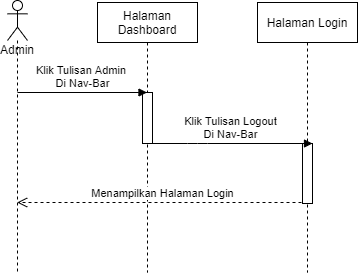 Halaman
Dashboard
Halaman Login
Admin
Klik Tulisan Admin
Di Nav-Bar
Klik Tulisan Logout
Di Nav-Bar
Menampilkan Halaman Login